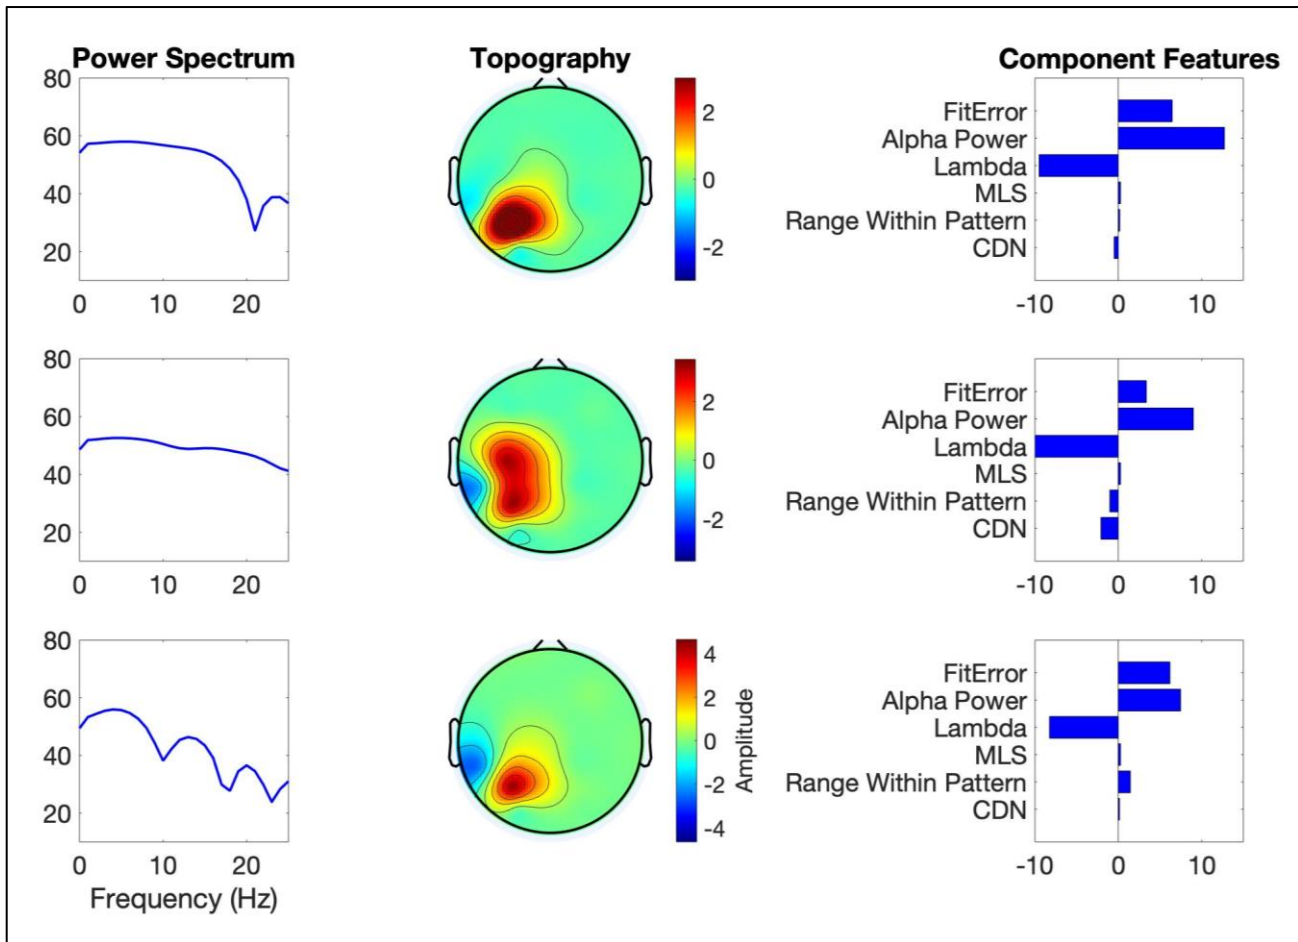 Power Spectrum
Topography
Component Features
80
60
40
20
0 10 20
2
0
-2
FitError
Alpha Power
Lambda
MLS
Range Within Pattern
CDN
-10 0 10
80
60
40
20
0 10 20
2
0
-2
FitError
Alpha Power
Lambda
MLS
Range Within Pattern
CDN
-10 0 10
80
60
40
20
0 10 20
Frequency (Hz)
4
2
0
-2
-4
Amplitude
FitError
Alpha Power
Lambda
MLS
Range Within Pattern
CDN
-10 0 10